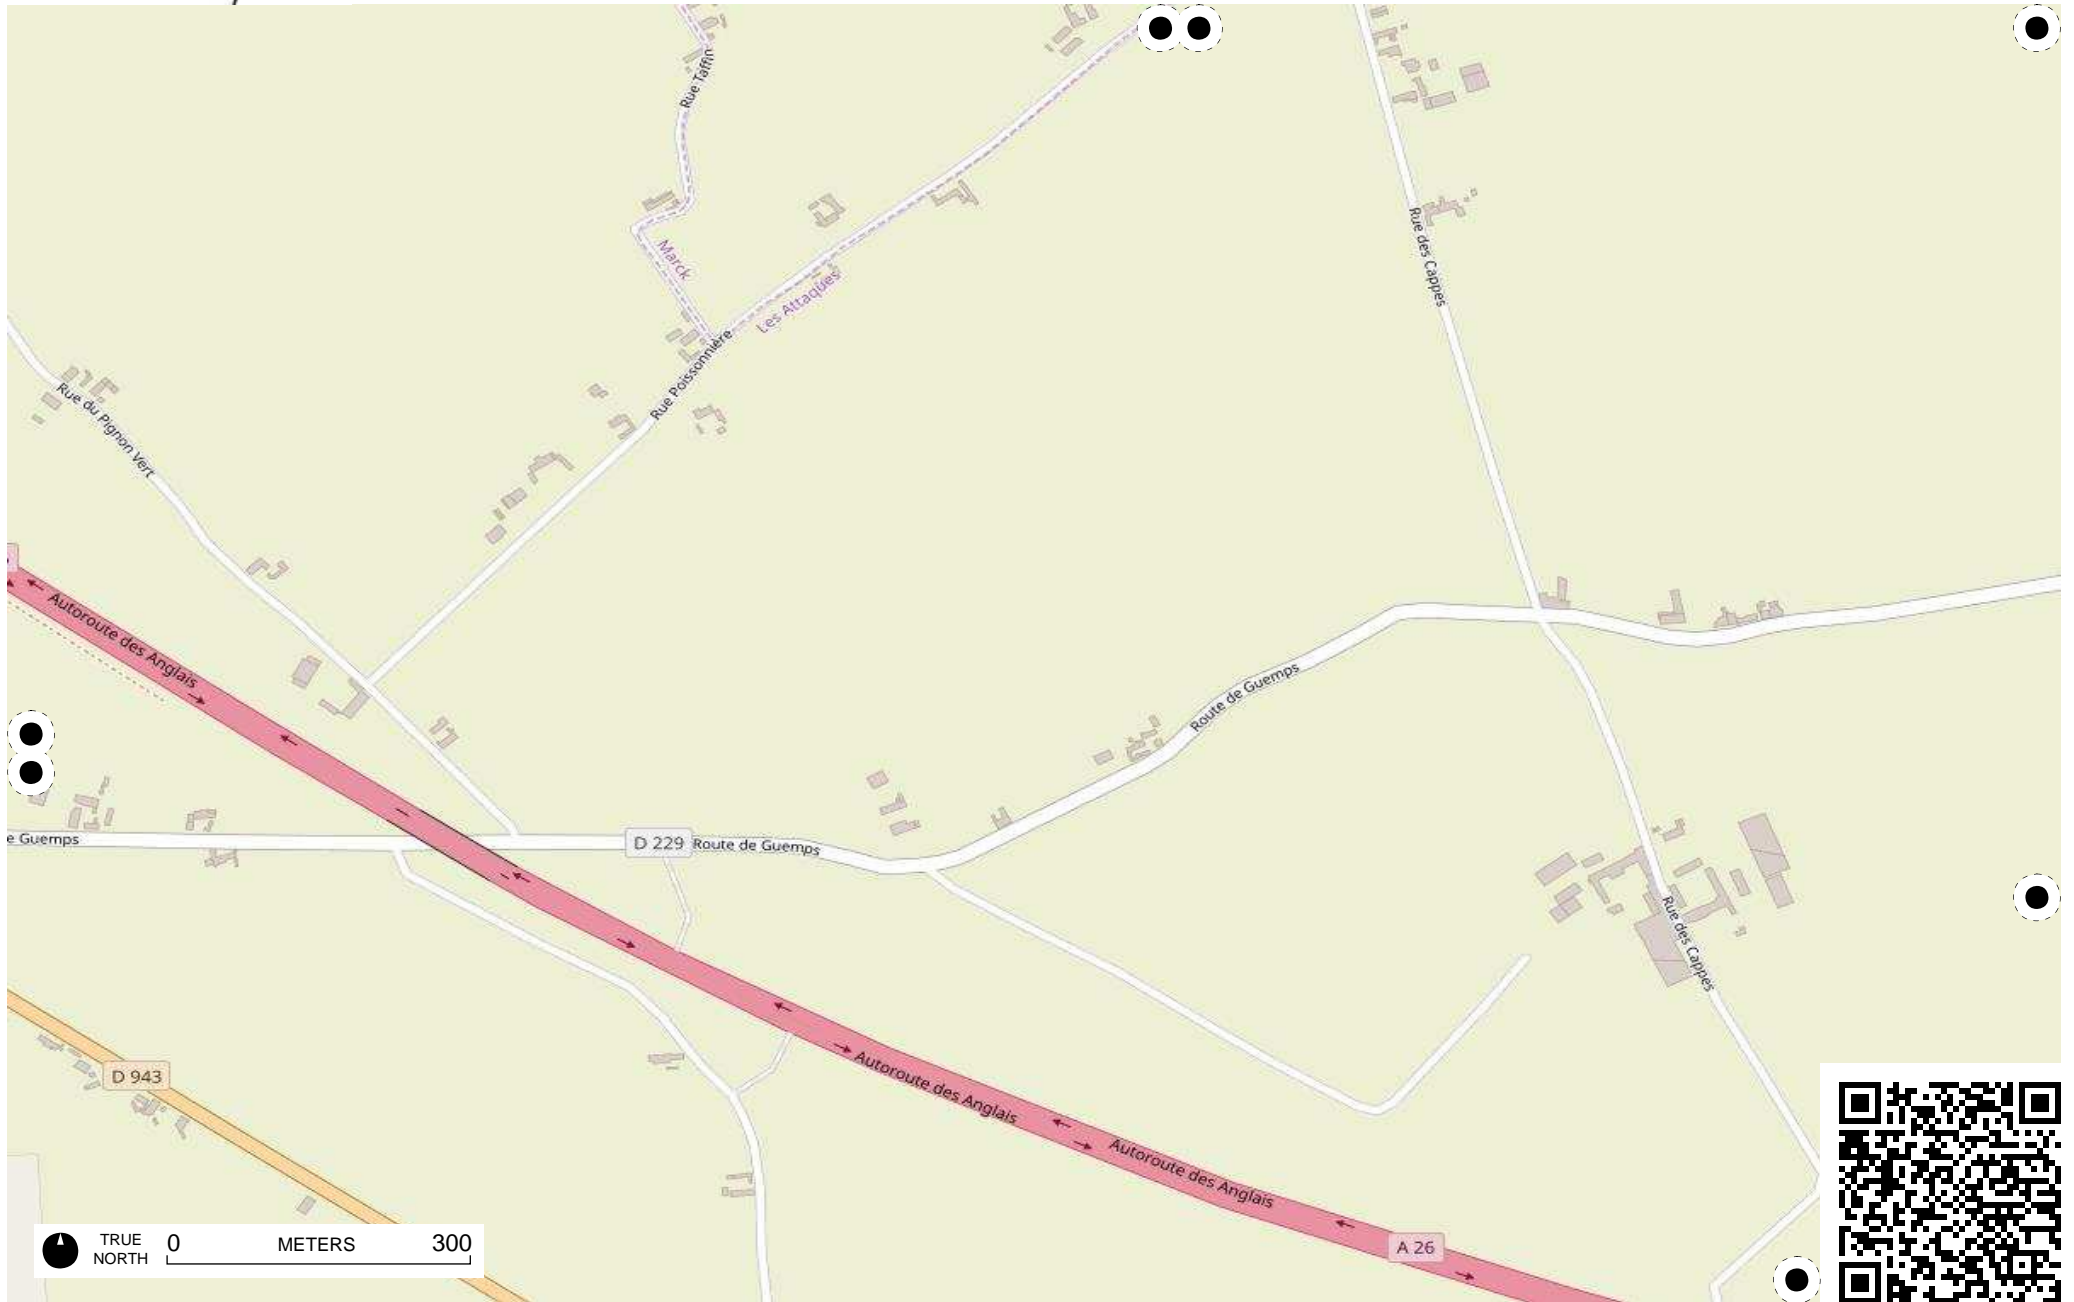 Rue Taffin
Rue des Cappes
Marck
Les Attaques
Rue Poissonnière
Rue du Pignon Vert
Autoroute des Anglais
Route de Guemps
e Guemps
D 229
Route de Guemps
Rue des Cappes
D 943
Autoroute des Anglais
Autoroute des Anglais
A 26
TRUE
NORTH
0 METERS 300